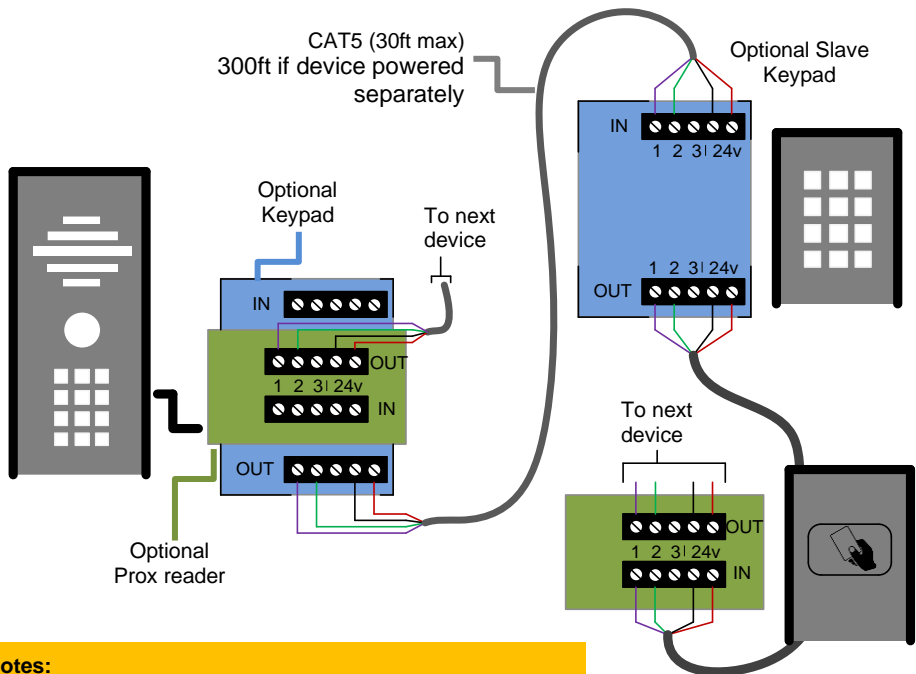 CAT5 (30ft max)
300ft if device powered
separately
Optional Slave
Keypad
IN
1 2 3| 24v
1 2 3| 24v
OUT
Optional
Keypad
To next
device
IN
OUT
1 2 3| 24v
IN
OUT
Optional
Prox reader
To next
device
OUT
1 2 3| 24v
IN
otes: